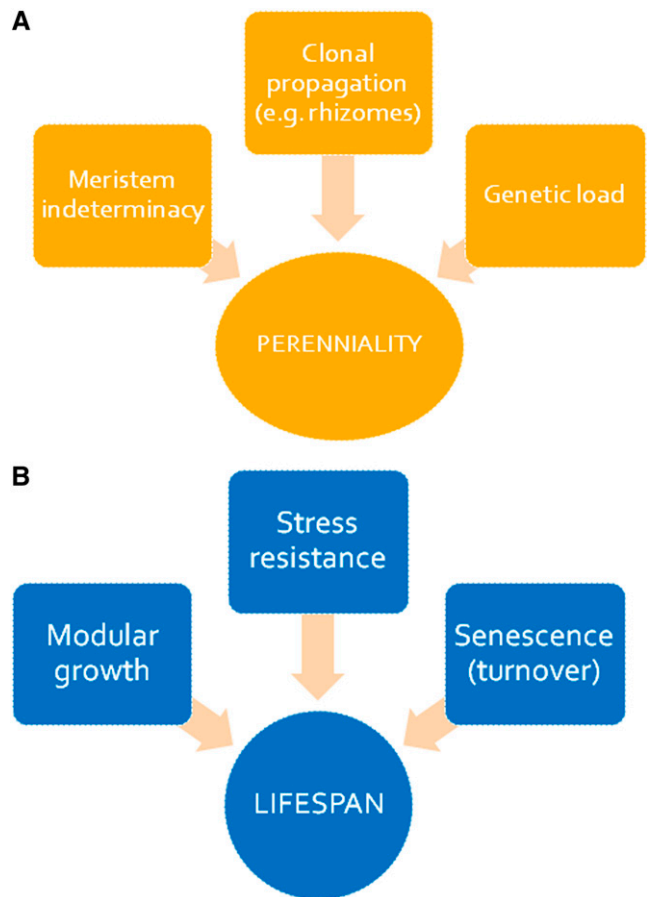 A
Clonal
propagation
(e.g. rhizomes)
Meristem
indeterminacy
Genetic load
PERENNIALITY
B
Stress
resistance
Modular
growth
Senescence
(turnover)
LIFESPAN